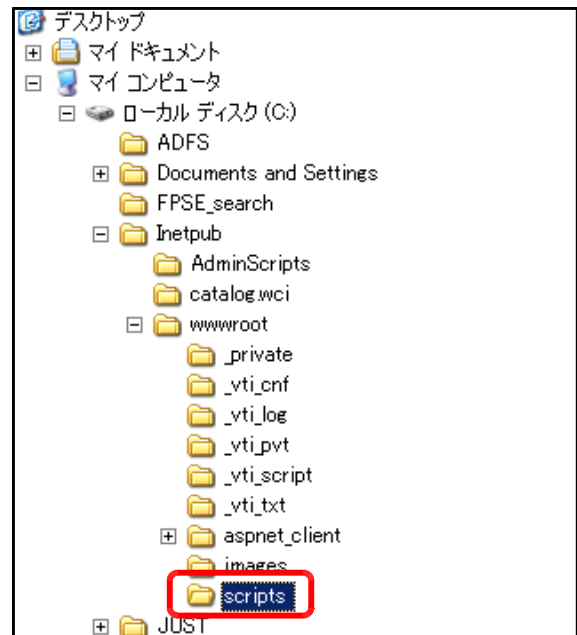 デスクトップ
マイ ドキュメント
マイ コンピュータ
ローカル ディスク (C:)
ADFS
Documents and Settings
FPSE_search
Inetpub
AdminScripts
catalog.wci
wwwroot
_private
_vti_cnf
_vti_log
_vti_pvt
_vti_script
_vti_txt
aspnet_client
images
scripts
JUST